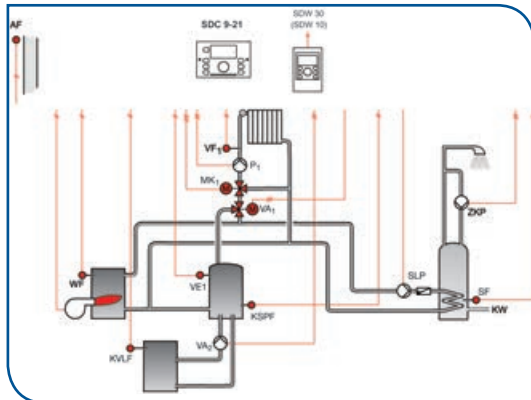 AF
SDC 9-21
SDW 30
(SDW 10)
VF1
P1
MK1
VA1
ZKP
WF
VE1
SLP
SF
KSPF
KW
KVLF
VA2